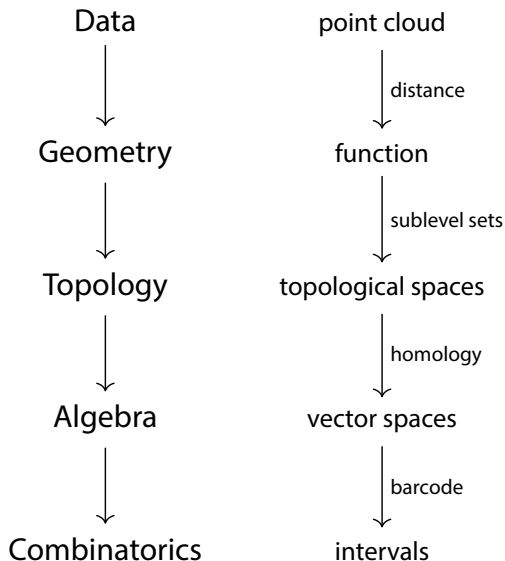 Data
point cloud
distance
Geometry
function
sublevel sets
Topology
topological spaces
homology
Algebra
vector spaces
barcode
Combinatorics
intervals